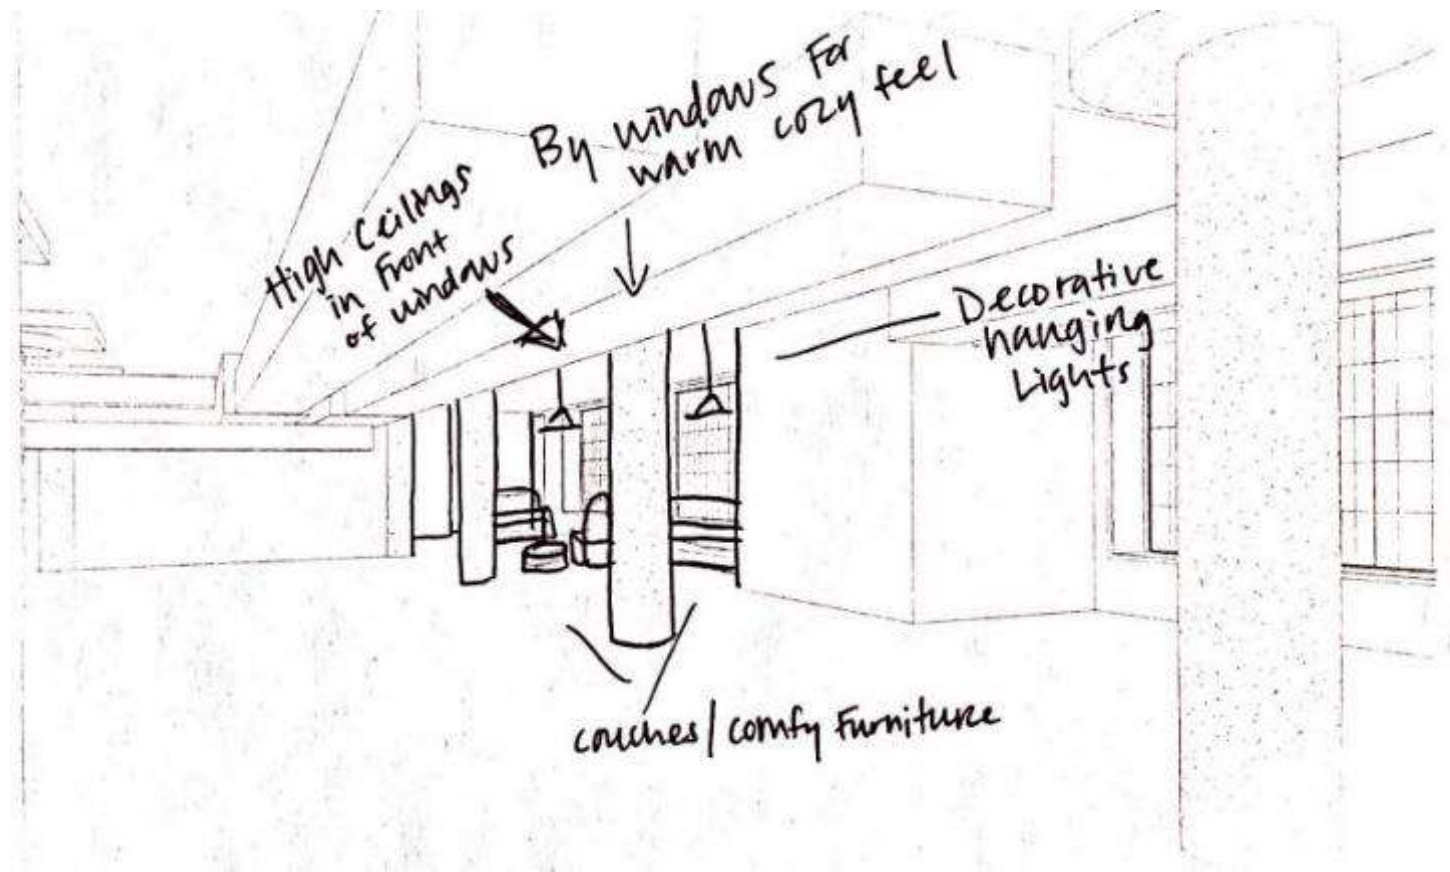 By windows For
warm cozy feel
High Ceilings
in Front
of windows
Decorative
hanging
Lights
couches/comfy Furniture